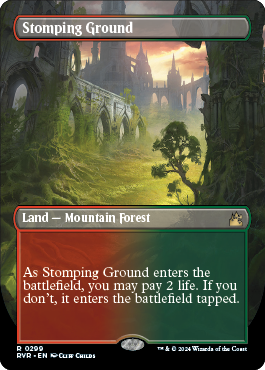 Stomping Ground
Land — Mountain Forest
As Stomping Ground enters the
battlefield, you may pay 2 life. If you
don't, it enters the battlefield tapped.
R 0299
RVR • EN Cliff Childs
™ & © 2024 Wizards of the Coast